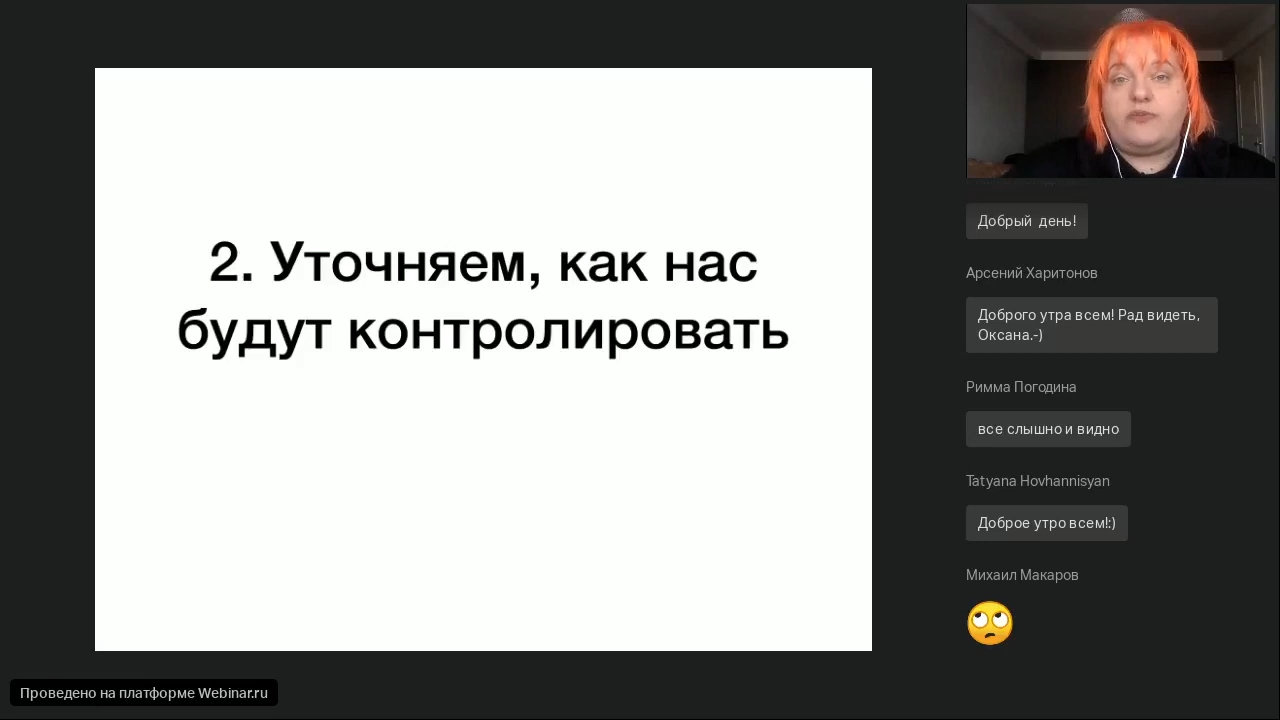 2. Уточняем, как нас
будут контролировать
Добрый день!
Арсений Харитонов
Доброго утра всем! Рад видеть,
Оксана.-)
Римма Погодина
все слышно и видно
Tatyana Hovhannisyan
Доброе утро всем!:)
Михаил Макаров
Проведено на платформе Webinar.ru